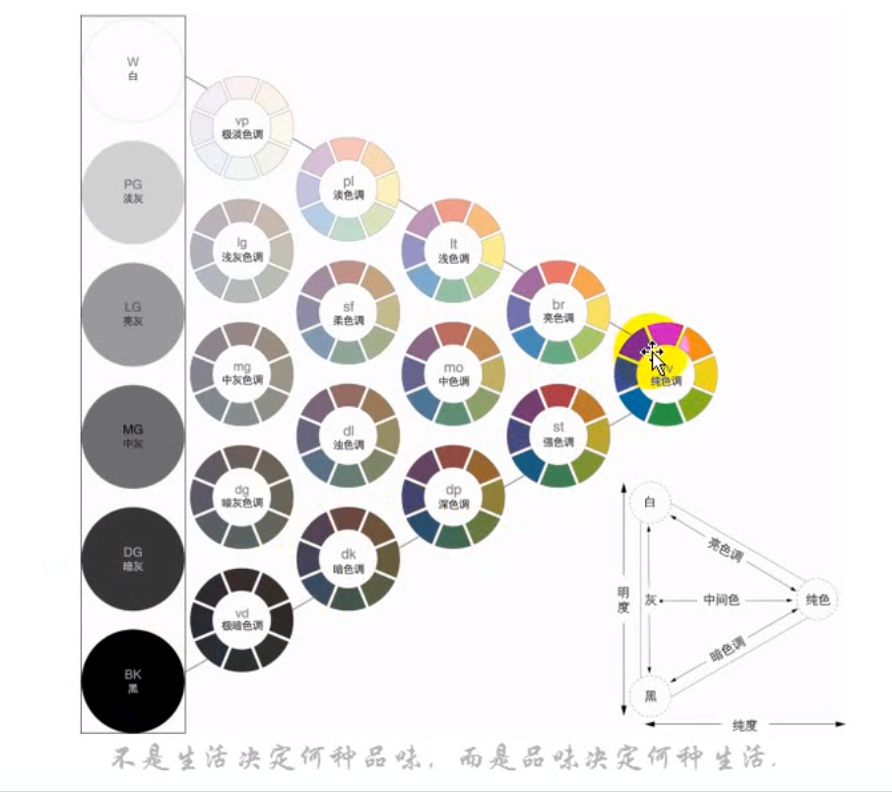 W
白
PG
淡灰
LG
亮灰
MG
中灰
DG
暗灰
BK
黑
vp
极淡色调
lg
浅灰色调
mg
中灰色调
dg
暗灰色调
vd
极暗色调
pl
淡色调
sf
柔色调
dl
浊色调
dk
暗色调
lt
浅色调
mo
中色调
dp
深色调
br
亮色调
st
强色调
v
纯色调
白
亮色调
明度
灰
中间色
纯色
暗色调
黑
纯度
不是生活决定何种品味，而是品味决定何种生活.